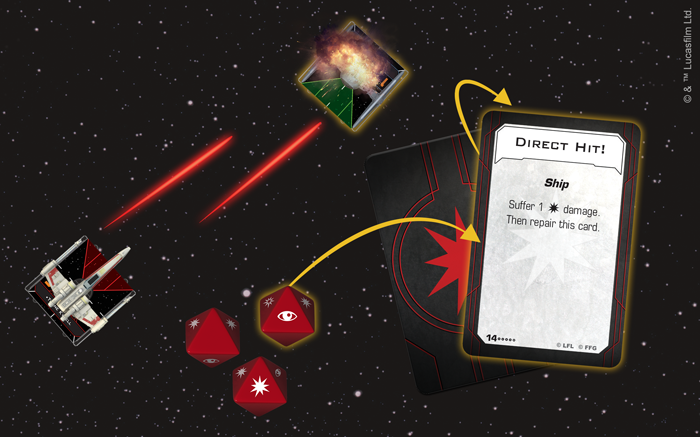 © & ™ Lucasfilm Ltd.
DIRECT HIT!
Ship
Suffer 1 damage.
Then repair this card.
14•••••
© LFL © FFG